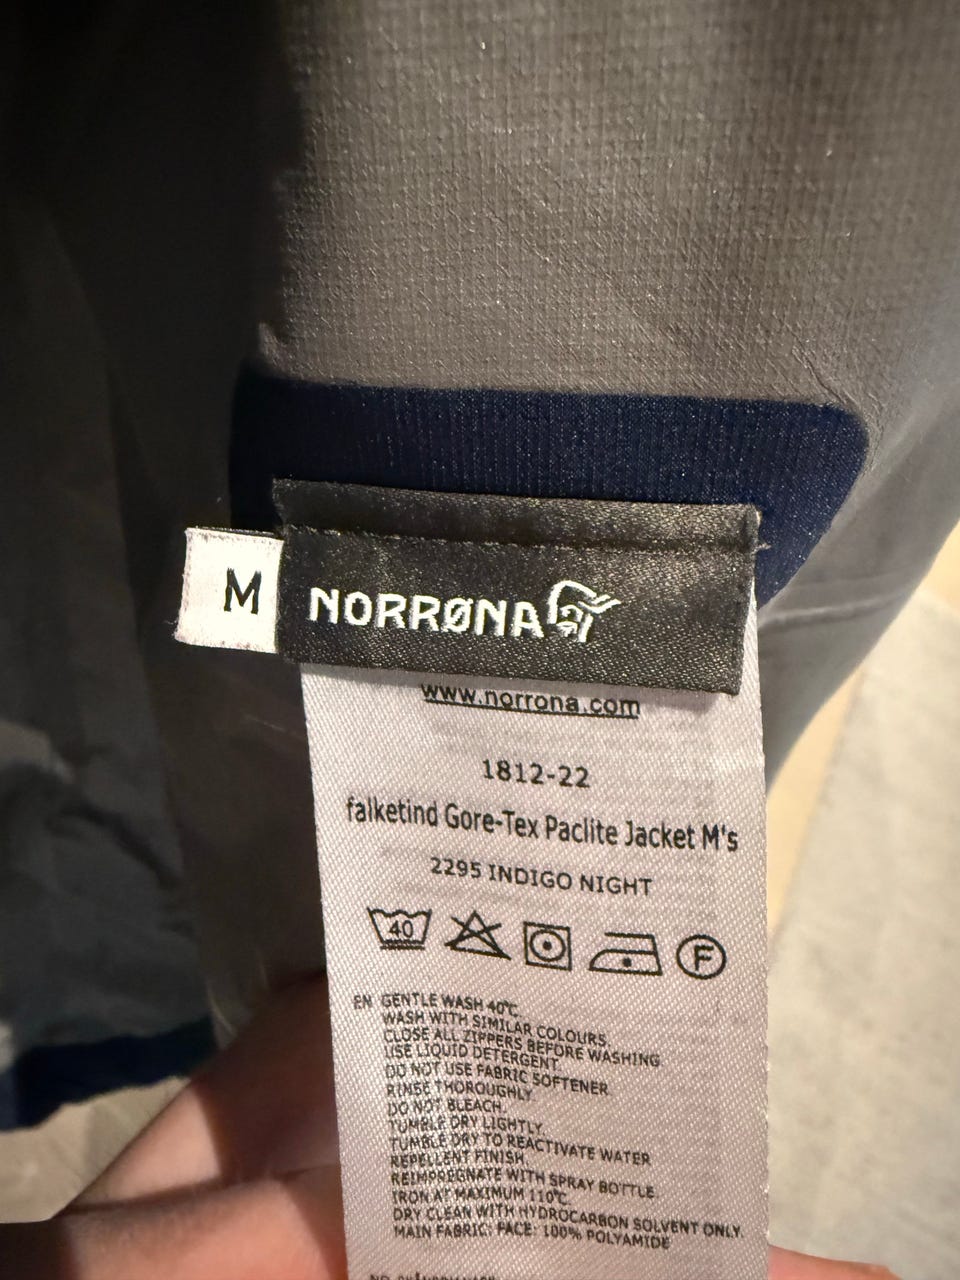 M
NORRØNA
www.norrona.com
1812-22
falketind Gore-Tex Paclite Jacket M's
2295 INDIGO NIGHT
40
F
EN GENTLE WASH 40°C.
WASH WITH SIMILAR COLOURS.
CLOSE ALL ZIPPERS BEFORE WASHING.
USE LIQUID DETERGENT.
DO NOT USE FABRIC SOFTENER.
RINSE THOROUGHLY.
DO NOT BLEACH.
TUMBLE DRY LIGHTLY.
TUMBLE DRY TO REACTIVATE WATER
REPELLENT FINISH.
REIMPREGNATE WITH SPRAY BOTTLE.
IRON AT MAXIMUM 110°C.
DRY CLEAN WITH HYDROCARBON SOLVENT ONLY.
MAIN FABRIC: FACE: 100% POLYAMIDE